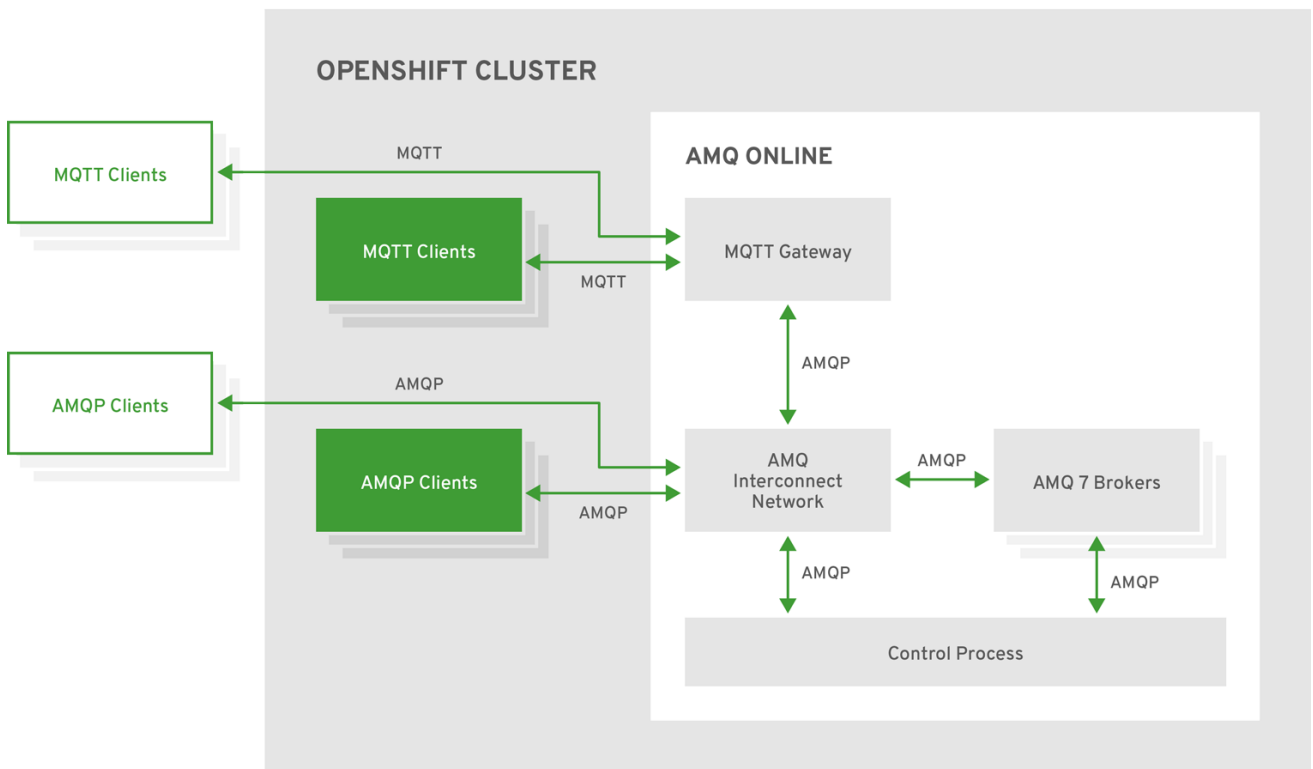 OPENSHIFT CLUSTER
AMQ ONLINE
MQTT Clients
MQTT
MQTT Clients
MQTT
MQTT Gateway
AMQP
AMQP Clients
AMQP
AMQP Clients
AMQP
AMQ
Interconnect
Network
AMQP
AMQ 7 Brokers
AMQP
AMQP
Control Process